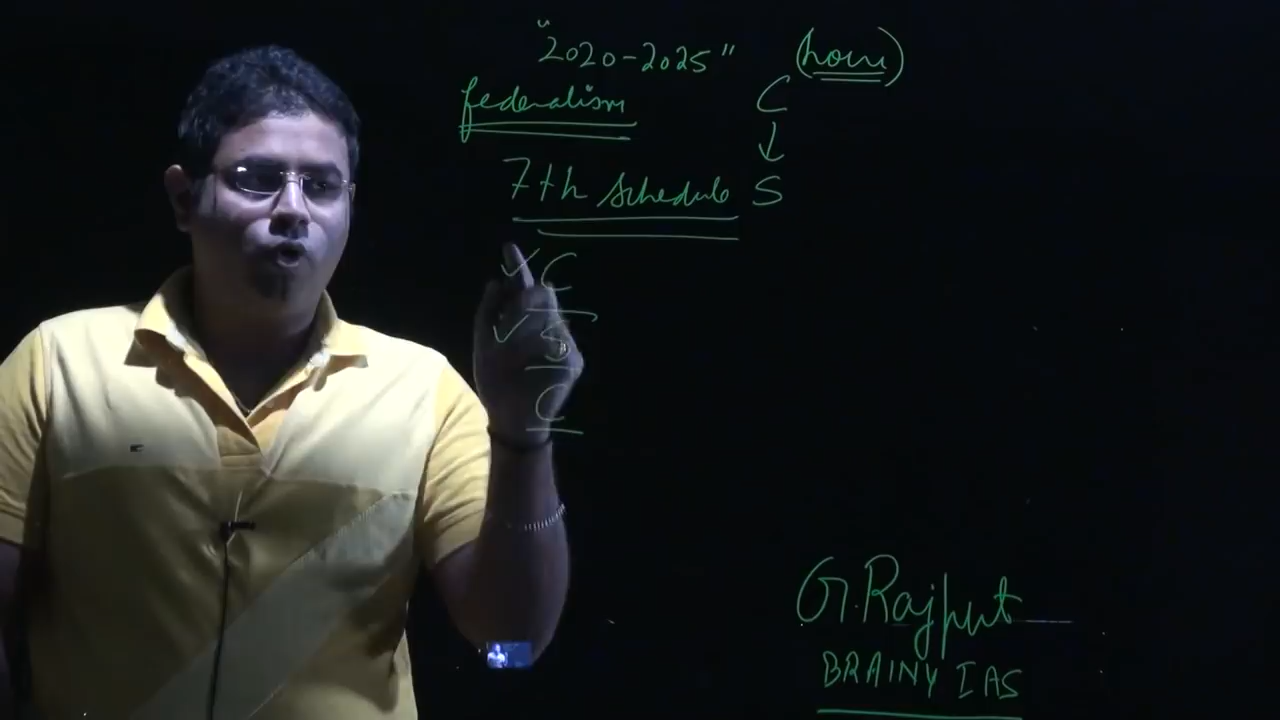 "2020-2025"
(how)
federalism
C
↓
7th Schedule S
✓ C
✓ S
C
G.Rajput
BRAINY IAS